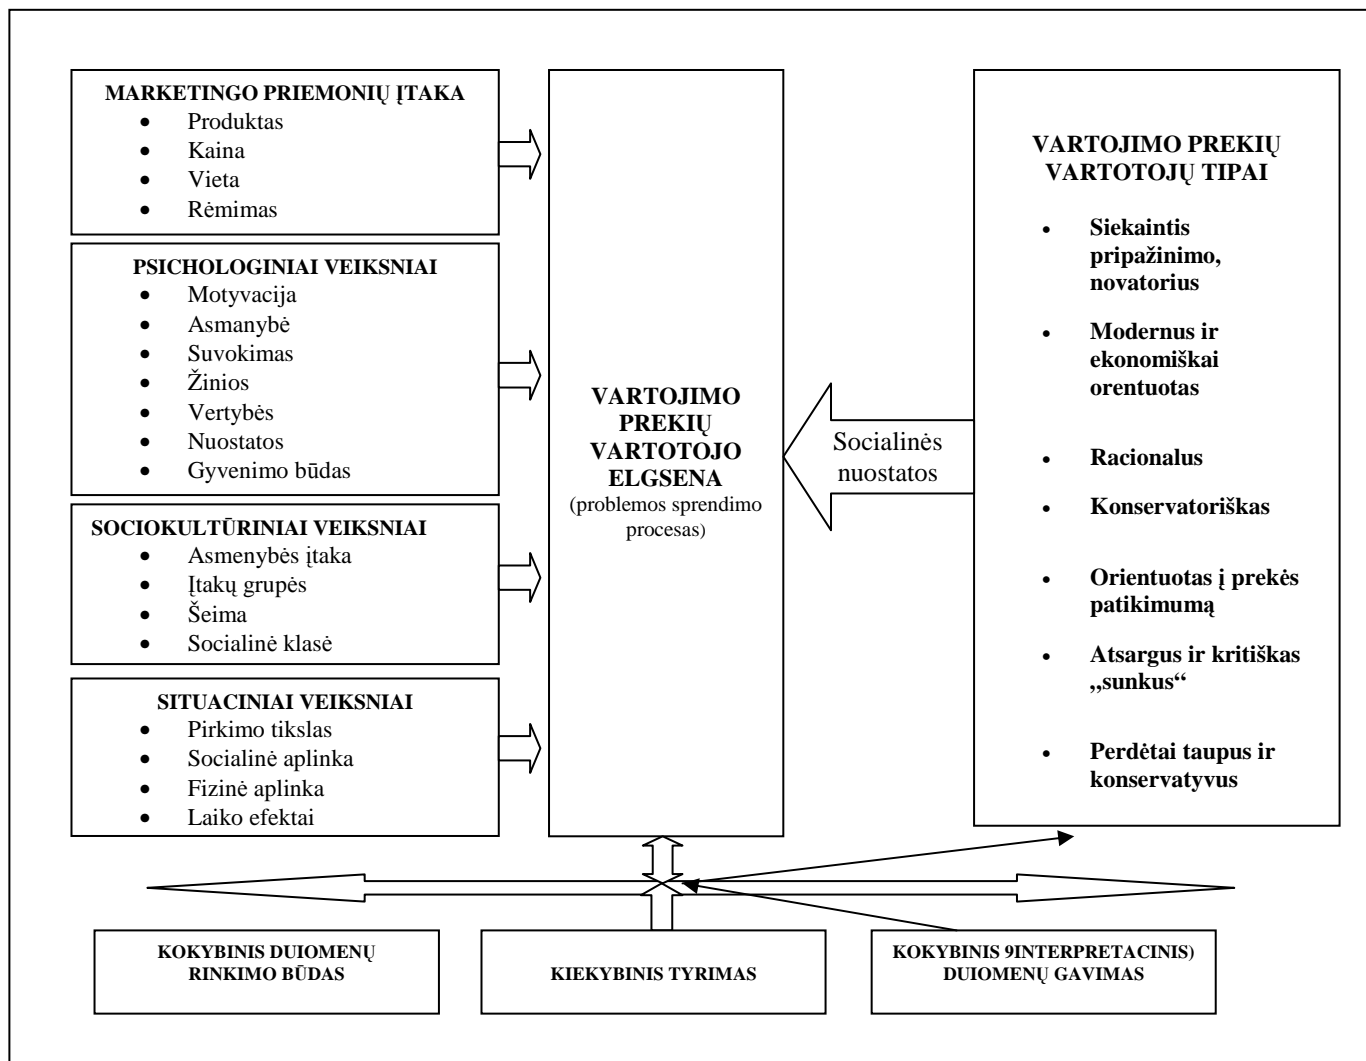 MARKETINGO PRIEMONIŲ ĮTAKA
• Produktas
• Kaina
• Vieta
• Rėmimas
PSICHOLOGINIAI VEIKSNIAI
• Motyvacija
• Asmanybė
• Suvokimas
• Žinios
• Vertybės
• Nuostatos
• Gyvenimo būdas
SOCIOKULTŪRINIAI VEIKSNIAI
• Asmenybės įtaka
• Įtakų grupės
• Šeima
• Socialinė klasė
SITUACINIAI VEIKSNIAI
• Pirkimo tikslas
• Socialinė aplinka
• Fizinė aplinka
• Laiko efektai
VARTOJIMO
PREKIŲ
VARTOTOJO
ELGSENA
(problemos sprendimo
procesas)
Socialinės
nuostatos
VARTOJIMO PREKIŲ
VARTOTOJŲ TIPAI
• Siekaintis
pripažinimo,
novatorius
• Modernus ir
ekonomiškai
orentuotas
• Racionalus
• Konservatoriškas
• Orientuotas į prekės
patikimumą
• Atsargus ir kritiškas
„sunkus“
• Perdėtai taupus ir
konservatyvus
KOKYBINIS DUIOMENŲ
RINKIMO BŪDAS
KIEKYBINIS TYRIMAS
KOKYBINIS 9INTERPRETACINIS)
DUIOMENŲ GAVIMAS